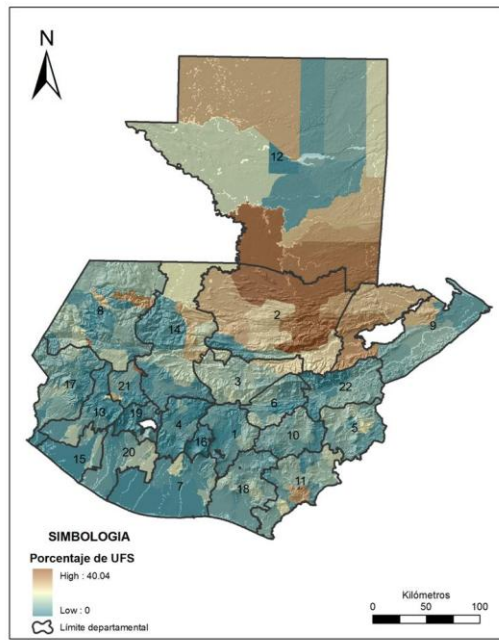 N
12
2
8
14
9
3
17
21
22
6
13
19
4
16
1
10
5
15
20
7
18
11
SIMBOLOGIA
Porcentaje de UFS
High : 40.04
Low : 0
Límite departamental
Kilómetros
0 50 100